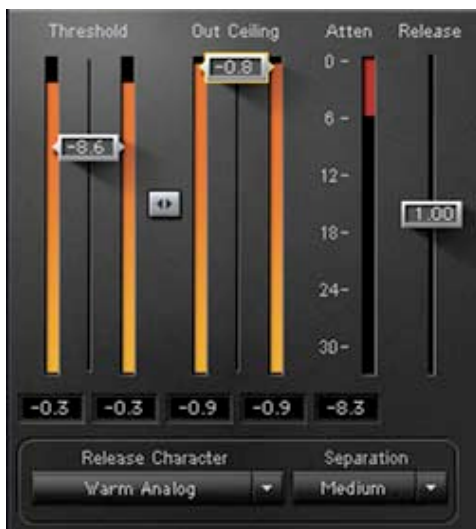 Threshold Out Ceiling Atten Release
0
-0.8
6
-8.6
12
1.00
18
24
30
-0.3 -0.3 -0.9 -0.9 -8.3
Release Character Separation
Warm Analog Medium